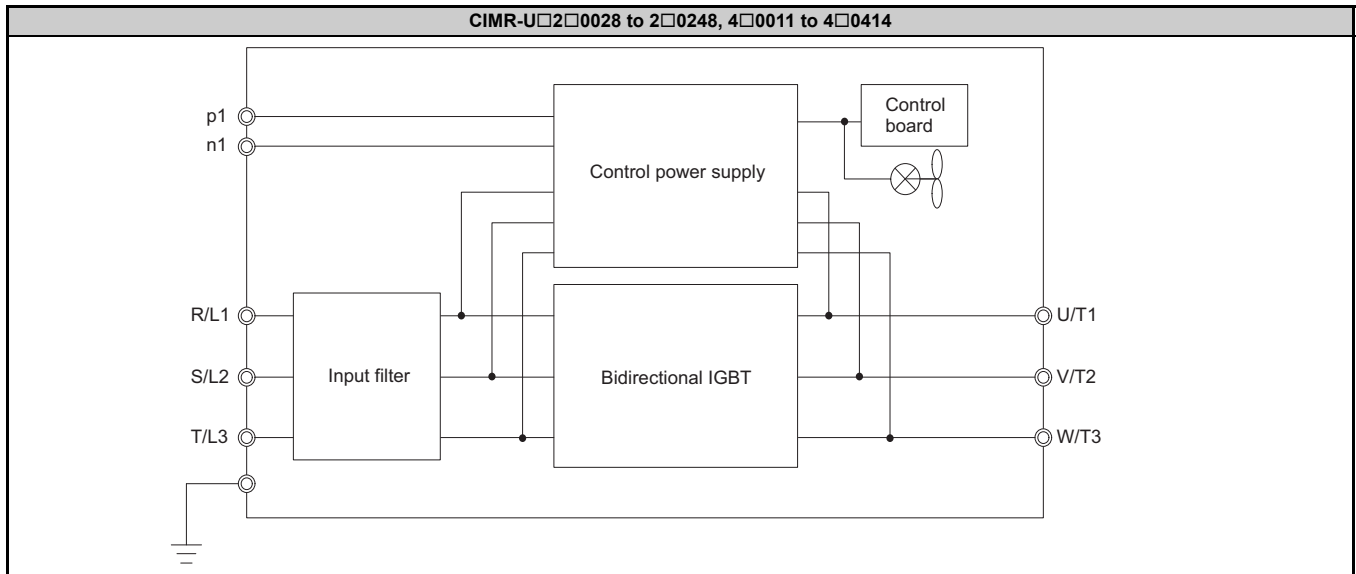 CIMR-U□2□0028 to 2□0248, 4□0011 to 4□0414
p1
n1
Control power supply
Control
board
R/L1
S/L2
T/L3
Input filter
Bidirectional IGBT
U/T1
V/T2
W/T3